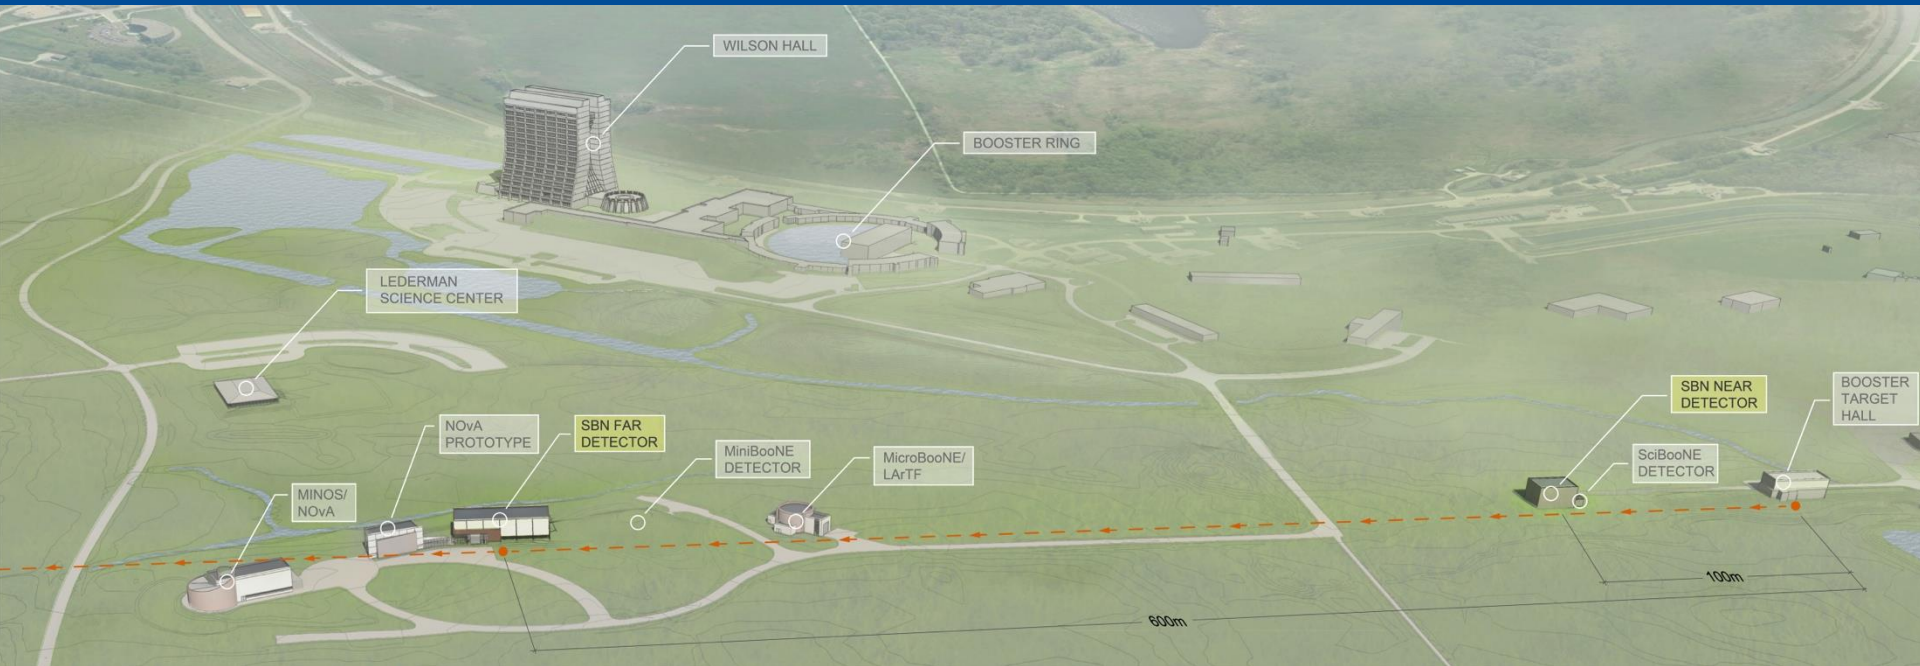 WILSON HALL
BOOSTER RING
LEDERMAN
SCIENCE CENTER
SBN NEAR
DETECTOR
BOOSTER
TARGET
HALL
NOvA
PROTOTYPE
SBN FAR
DETECTOR
MiniBooNE
DETECTOR
MicroBooNE/
LArTF
SciBooNE
DETECTOR
MINOS/
NOvA
100m
600m